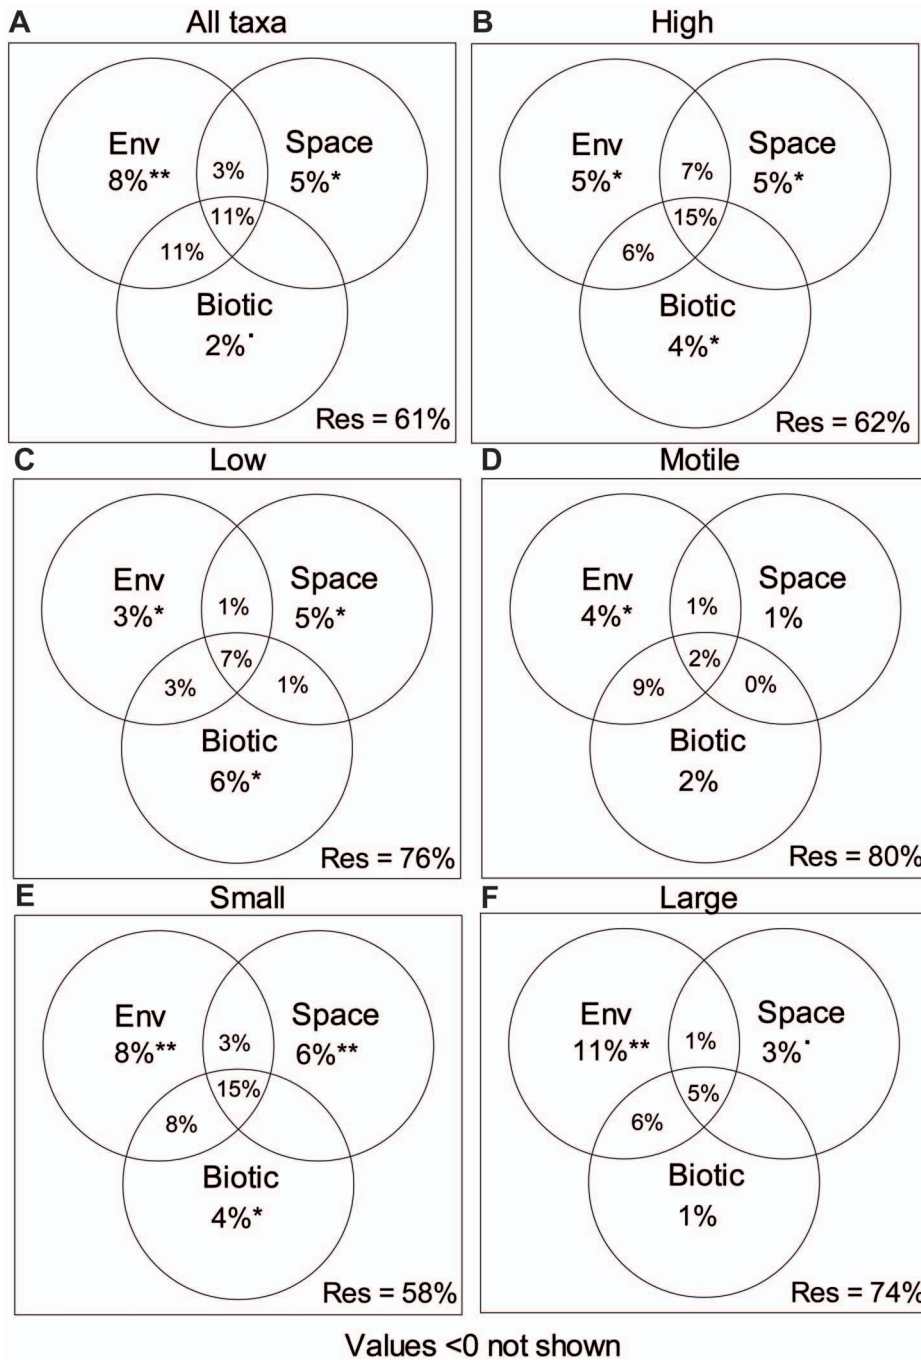 A All taxa
Env
8%**
3%
Space
5%*
11%
11%
Biotic
2%˙
Res = 61%
B High
Env
5%*
7%
Space
5%*
15%
6%
Biotic
4%*
Res = 62%
C Low
Env
3%*
1%
Space
5%*
7%
3%
1%
Biotic
6%*
Res = 76%
D Motile
Env
4%*
1%
Space
1%
2%
9%
0%
Biotic
2%
Res = 80%
E Small
Env
8%**
3%
Space
6%**
15%
8%
Biotic
4%*
Res = 58%
F Large
Env
11%**
1%
Space
3%˙
5%
6%
Biotic
1%
Res = 74%
Values <0 not shown